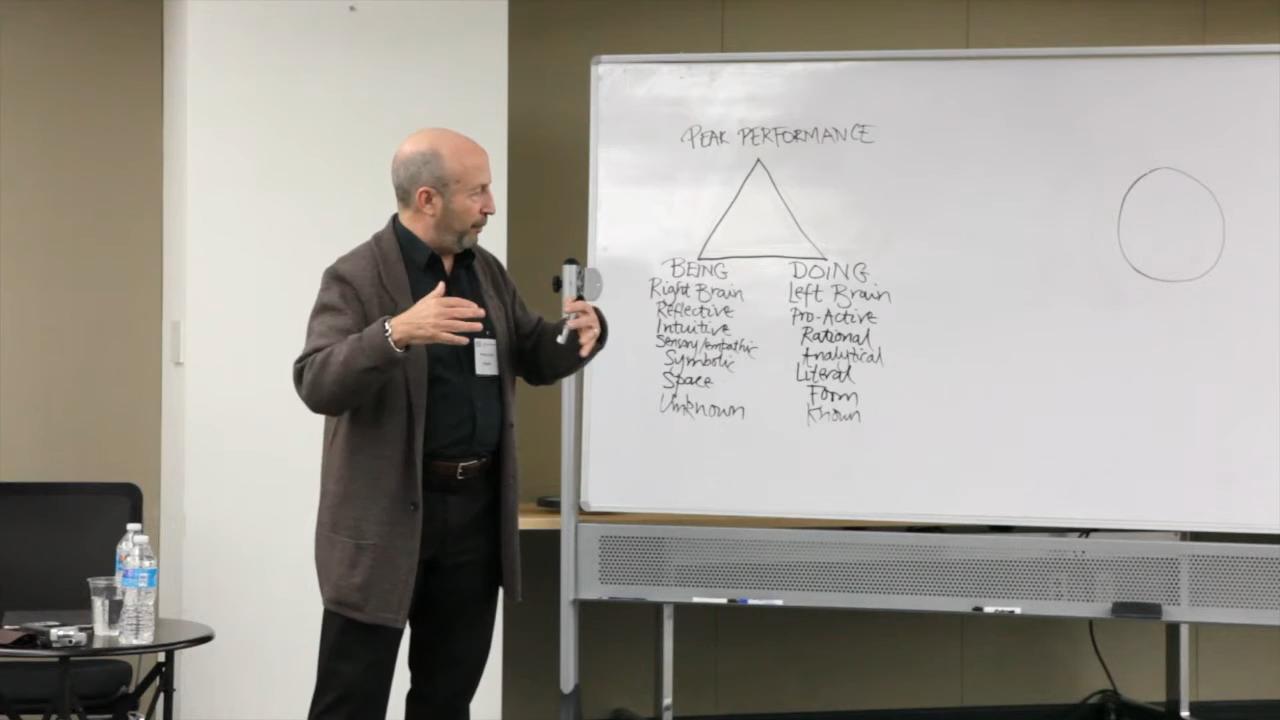 PEAK PERFORMANCE
BEING
Right Brain
Reflective
Intuitive
Sensory/empathic
Symbolic
Space
Unknown
DOING
Left Brain
Pro-Active
Rational
Analytical
Literal
Form
Known